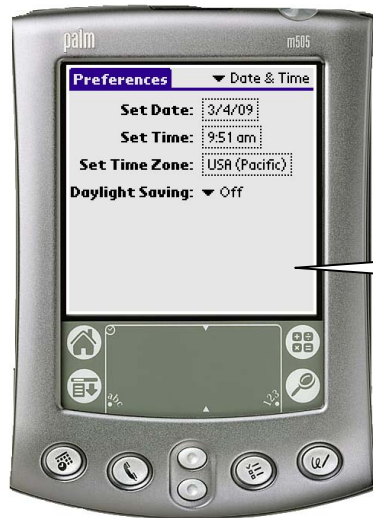 palm m505
Preferences ▼ Date & Time
Set Date: 3/4/09
Set Time: 9:51 am
Set Time Zone: USA (Pacific)
Daylight Saving: ▼ Off
abc 123